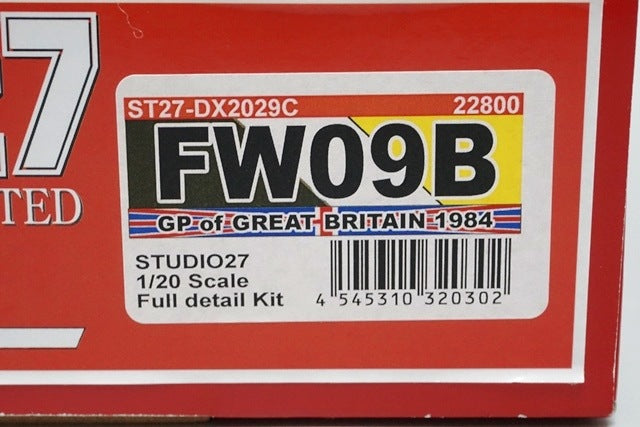 27
TED
ST27-DX2029C 22800
FW09B
GP of GREAT BRITAIN 1984
STUDIO27
1/20 Scale
Full detail Kit
4 545310 320302